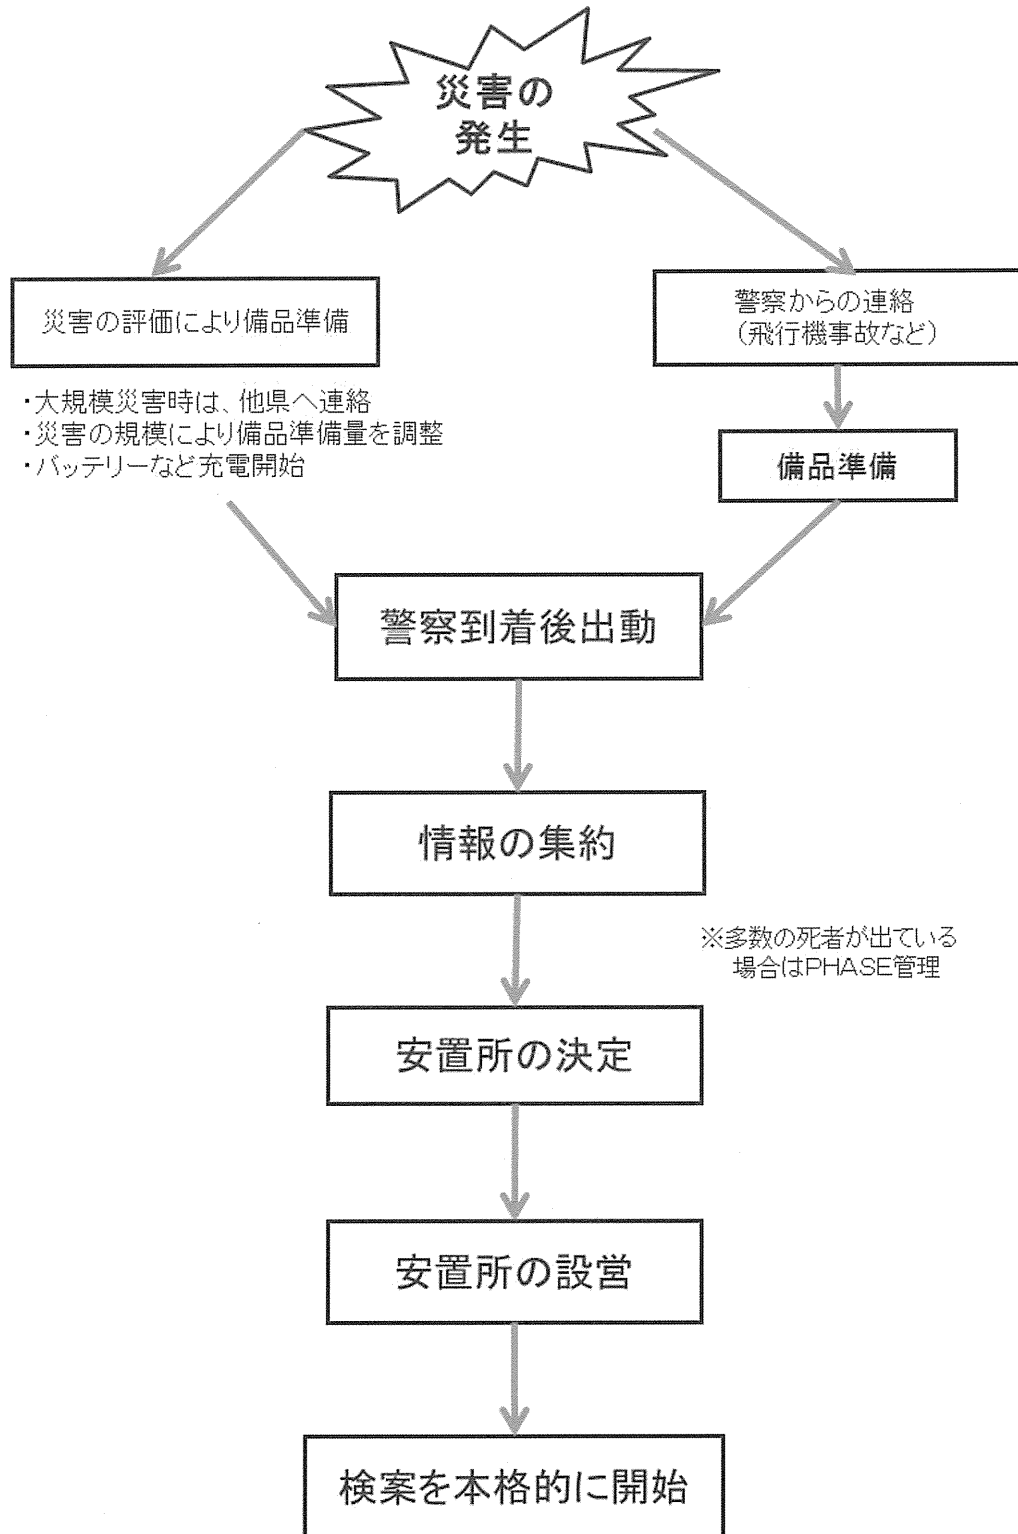 災害の
発生
災害の評価により備品準備
・大規模災害時は、他県へ連絡
・災害の規模により備品準備量を調整
・バッテリーなど充電開始
警察からの連絡
（飛行機事故など）
備品準備
警察到着後出動
情報の集約
※多数の死者が出ている
場合はPHASE管理
安置所の決定
安置所の設営
検案を本格的に開始